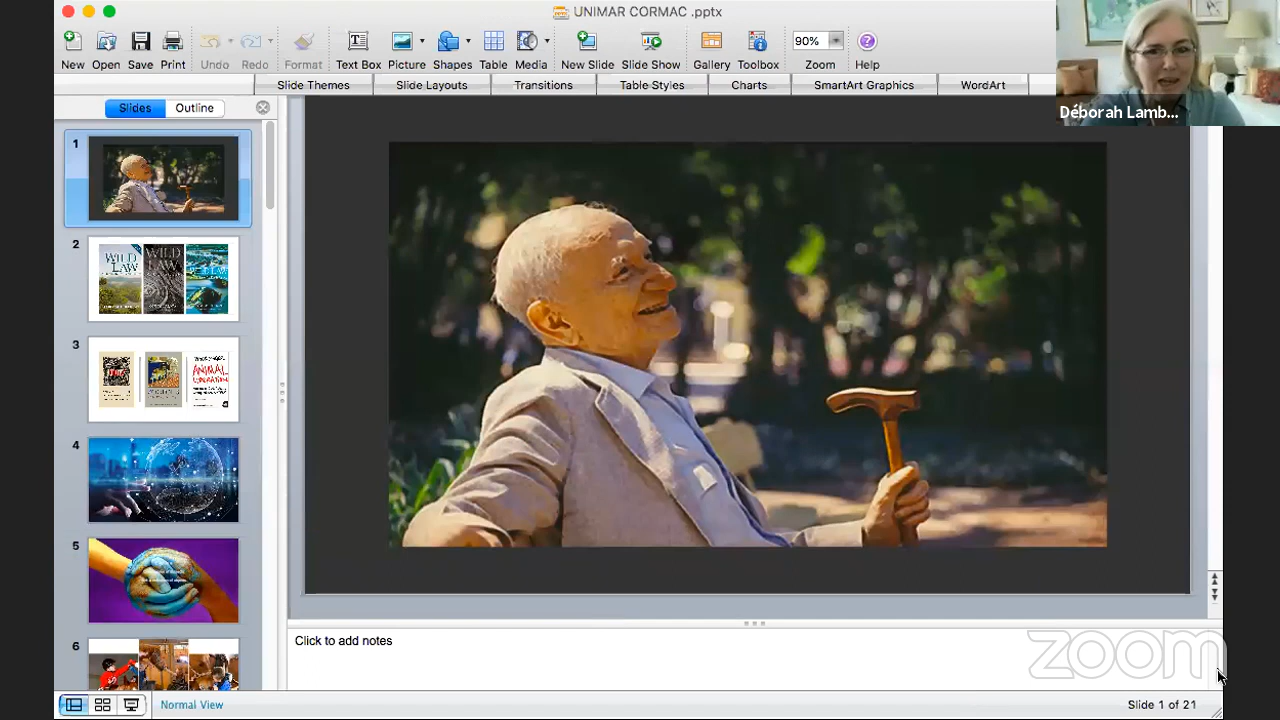 UNIMAR CORMAC .pptx
New Open Save Print Undo Redo Format Text Box Picture Shapes Table Media New Slide Slide Show Gallery Toolbox Zoom Help
90%
Slide Themes Slide Layouts Transitions Table Styles Charts SmartArt Graphics WordArt
Déborah Lamb...
Slides Outline
1
2
WILD LAW
WILD LAW
3
ANIMAL
4
5
6
Click to add notes
zoom
Normal View
Slide 1 of 21